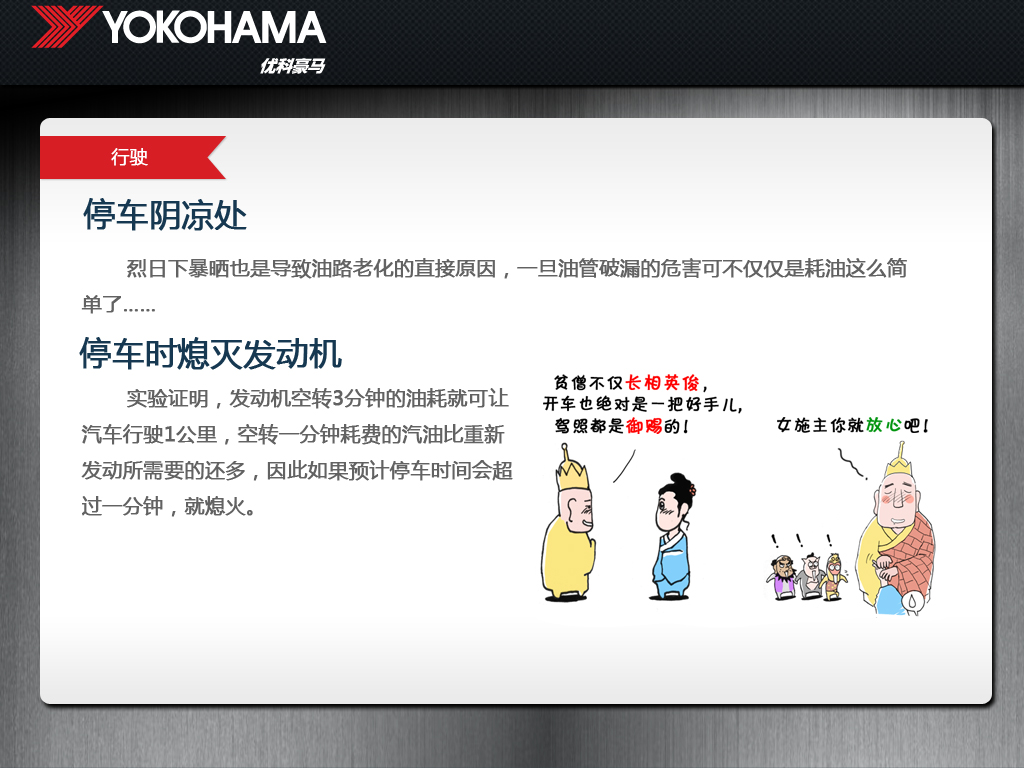 YOKOHAMA
优科豪马
行驶
停车阴凉处
烈日下暴晒也是导致油路老化的直接原因，一旦油管破漏的危害可不仅仅是耗油这么简
单了……
停车时熄灭发动机
实验证明，发动机空转3分钟的油耗就可让
汽车行驶1公里，空转一分钟耗费的汽油比重新
发动所需要的还多，因此如果预计停车时间会超
过一分钟，就熄火。
贫僧不仅长相英俊，
开车也绝对是一把好手儿，
驾照都是御赐的！
女施主你就放心吧！
! ! !